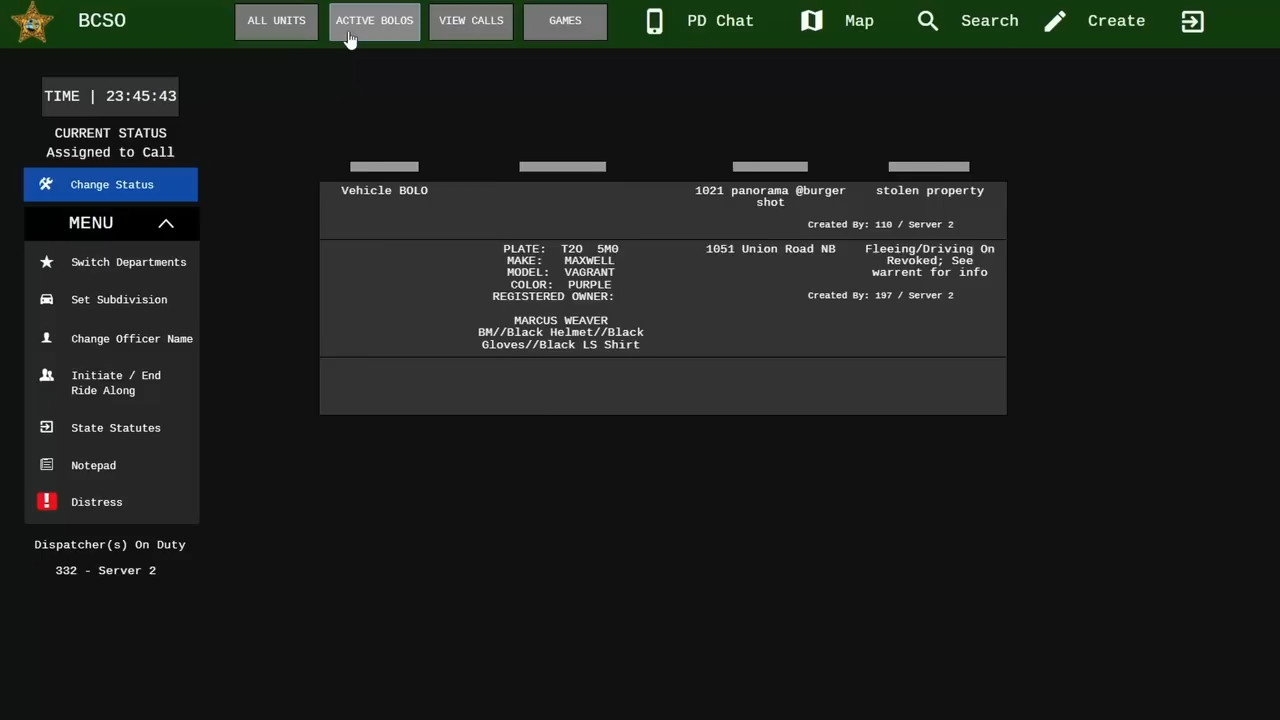 BCSO
ALL UNITS
ACTIVE BOLOS
VIEW CALLS
GAMES
PD Chat
Map
Search
Create
TIME | 23:45:43
CURRENT STATUS
Assigned to Call
Change Status
MENU
Switch Departments
Set Subdivision
Change Officer Name
Initiate / End
Ride Along
State Statutes
Notepad
Distress
Dispatcher(s) On Duty
332 - Server 2
Vehicle BOLO
1021 panorama @burger
shot
stolen property
Created By: 110 / Server 2
PLATE: T2O 5M0
MAKE: MAXWELL
MODEL: VAGRANT
COLOR: PURPLE
REGISTERED OWNER:
MARCUS WEAVER
BM//Black Helmet//Black
Gloves//Black LS Shirt
1051 Union Road NB
Fleeing/Driving On
Revoked; See
warrent for info
Created By: 197 / Server 2